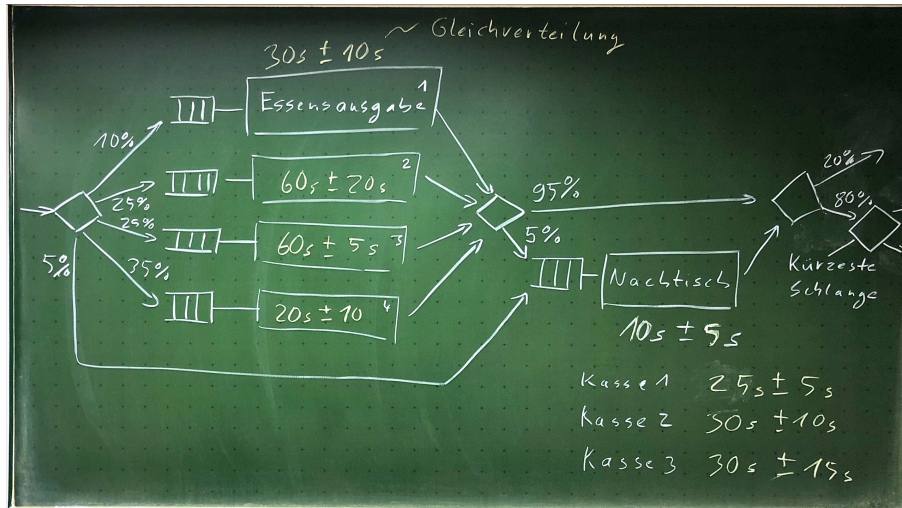 ~ Gleichverteilung
30s ± 10s
Essensausgabe 1
10%
60s ± 20s 2
25%
25%
60s ± 5s 3
5%
35%
20s ± 10 4
95%
5%
Nachtisch
10s ± 5s
20%
80%
Kürzeste
Schlange
Kasse 1 25s ± 5s
Kasse 2 30s ± 10s
Kasse 3 30s ± 15s